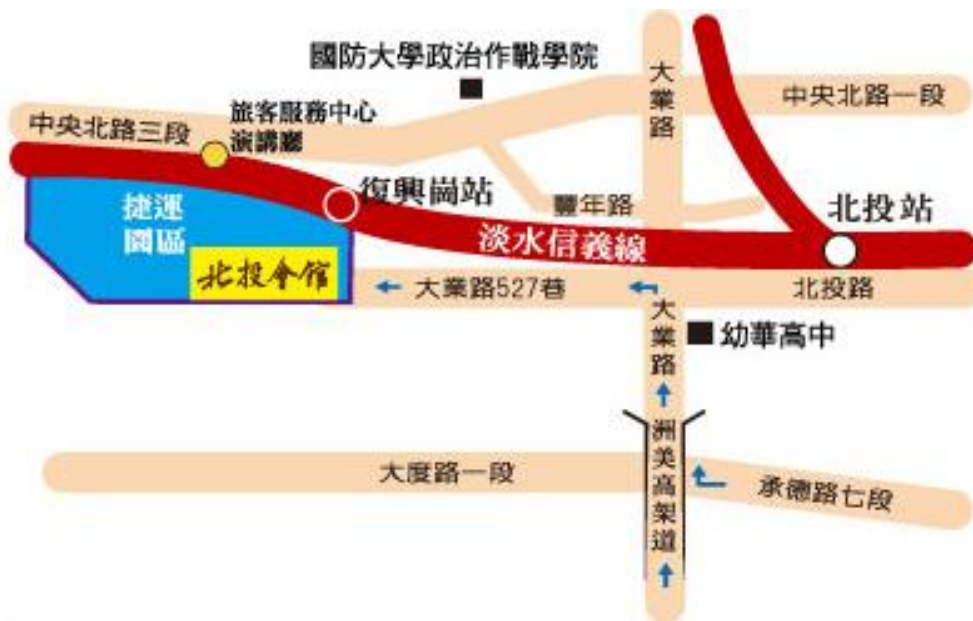 國防大學政治作戰學院
大業路
中央北路一段
中央北路三段
旅客服務中心
演講廳
復興崗站
豐年路
北投站
捷運
園區
淡水信義線
北投會館
大業路527巷
北投路
大業路
幼華高中
洲美高架道
大度路一段
承德路七段